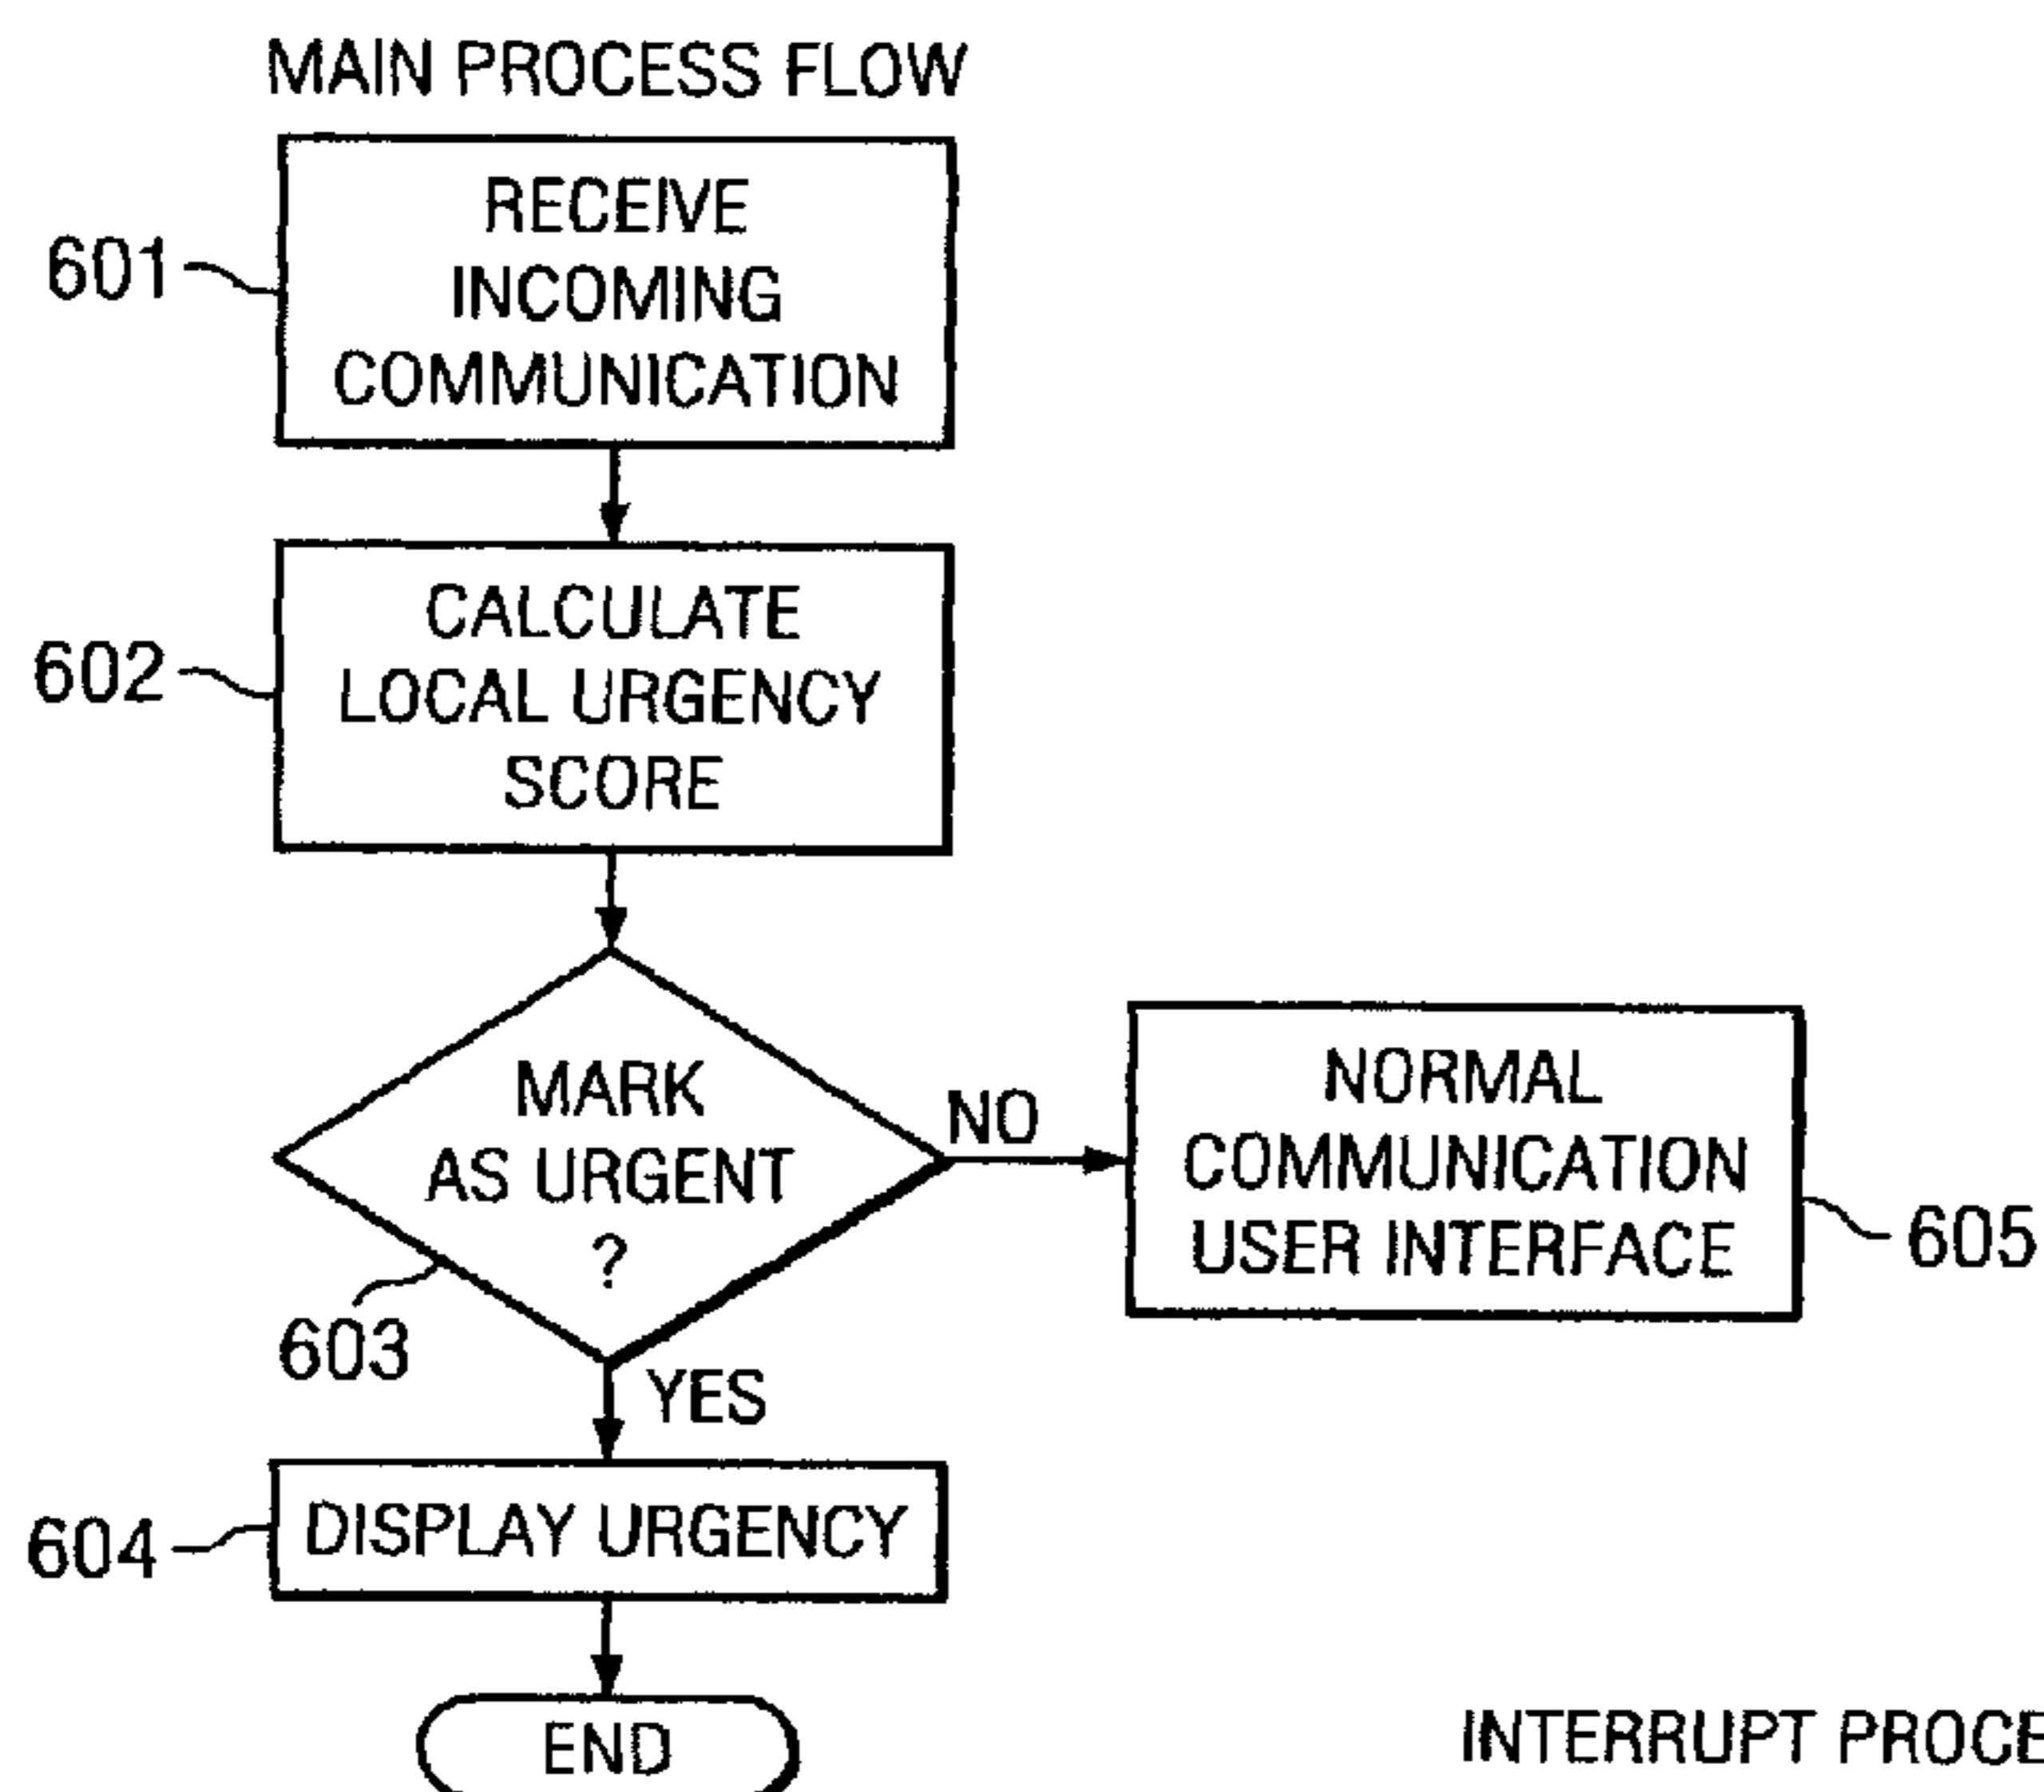 MAIN PROCESS FLOW
601
RECEIVE
INCOMING
COMMUNICATION
602
CALCULATE
LOCAL URGENCY
SCORE
MARK
AS URGENT
?
603
NO
NORMAL
COMMUNICATION
USER INTERFACE
605
YES
604
DISPLAY URGENCY
END
INTERRUPT